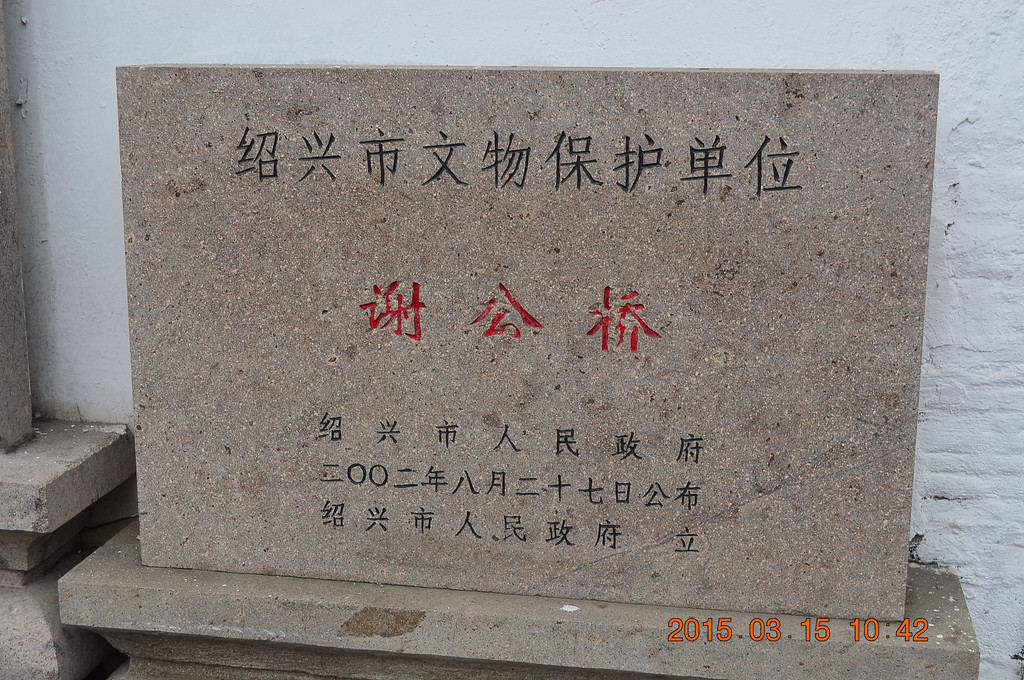 绍兴市文物保护单位
谢公桥
绍兴市人民政府
二〇〇二年八月二十七日公布
绍兴市人民政府 立
2015.03.15 10:42